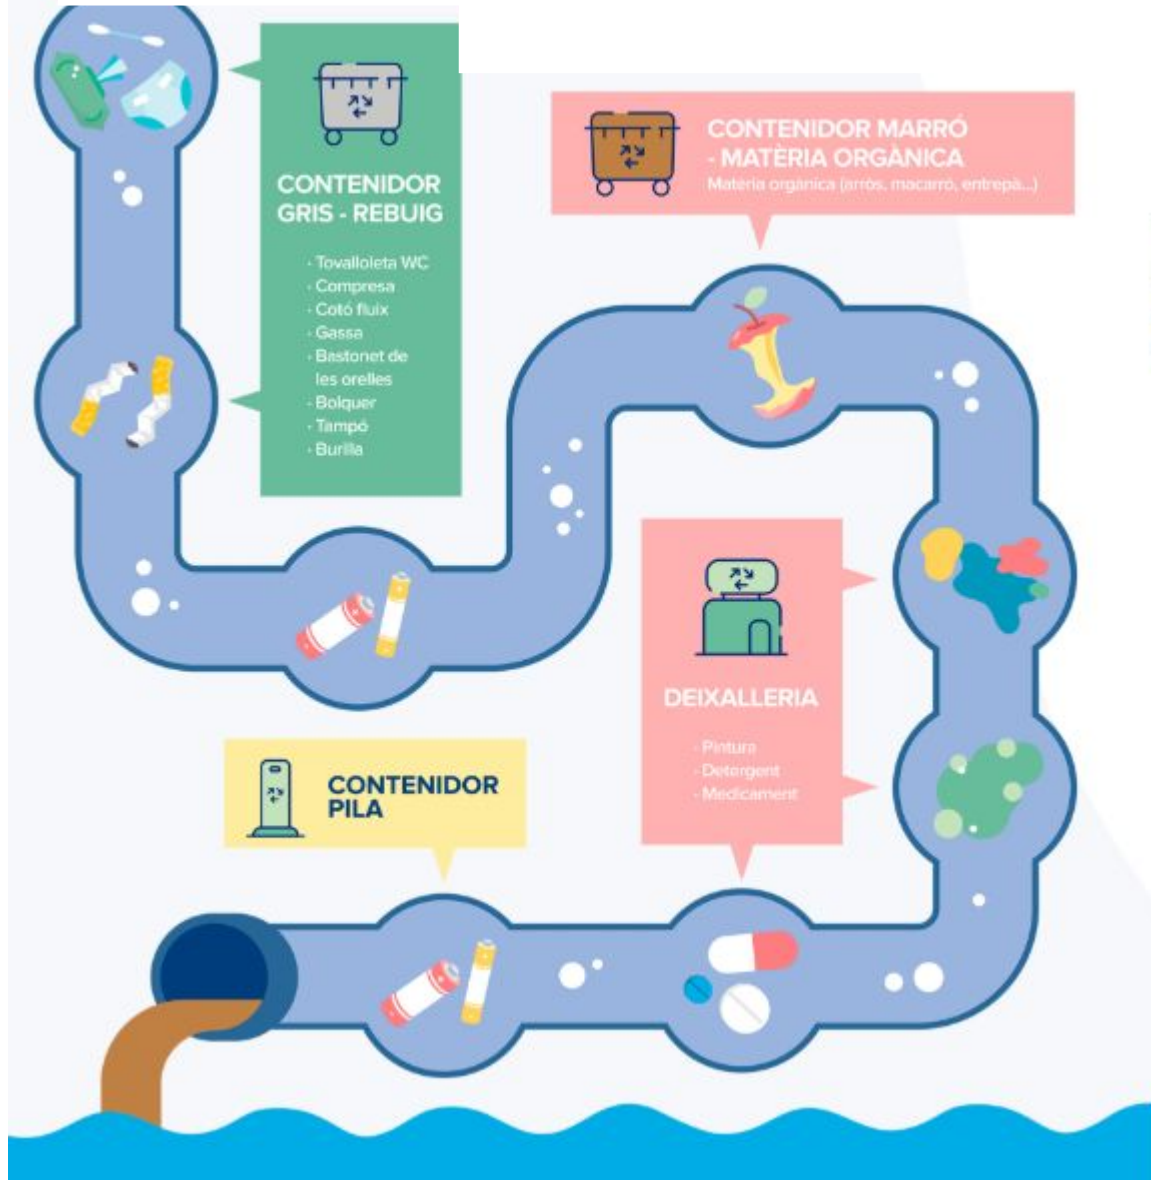 CONTENIDOR
GRIS - REBUIG
- Tovalloleta WC
- Compresa
- Cotó fluix
- Gassa
- Bastonet de
les orelles
- Bolquer
- Tampó
- Burilla
CONTENIDOR MARRÓ
- MATÈRIA ORGÀNICA
Matèria orgànica (arròs, macarró, entrepà...)
DEIXALLERIA
- Pintura
- Detergent
- Medicament
CONTENIDOR
PILA